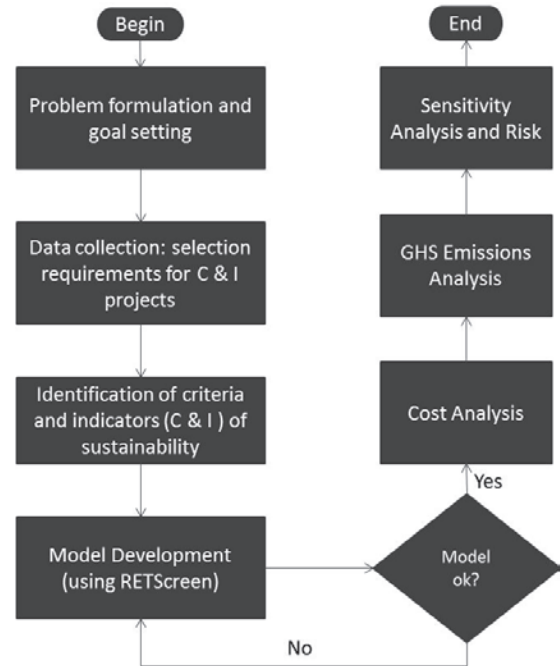 Begin
Problem formulation and
goal setting
Data collection: selection
requirements for C & I
projects
Identification of criteria
and indicators (C & I ) of
sustainability
Model Development
(using RETScreen)
Model
ok?
No
Yes
Cost Analysis
GHS Emissions
Analysis
Sensitivity
Analysis and Risk
End